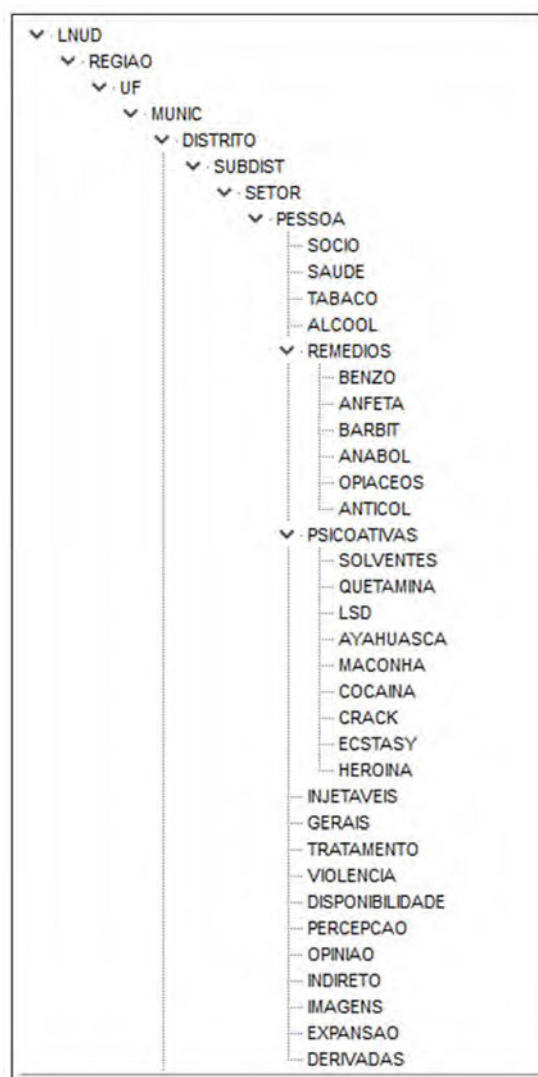 LNUD
REGIAO
UF
MUNIC
DISTRITO
SUBDIST
SETOR
PESSOA
SOCIO
SAUDE
TABACO
ALCOOL
REMEDIOS
BENZO
ANFETA
BARBIT
ANABOL
OPIACEOS
ANTICOL
PSICOATIVAS
SOLVENTES
QUETAMINA
LSD
AYAHUASCA
MACONHA
COCAINA
CRACK
ECSTASY
HEROINA
INJETAVEIS
GERAIS
TRATAMENTO
VIOLENCIA
DISPONIBILIDADE
PERCEPCAO
OPINIAO
INDIRETO
IMAGENS
EXPANSAO
DERIVADAS